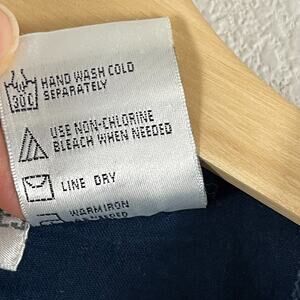 30C HAND WASH COLD
SEPARATELY
USE NON-CHLORINE
BLEACH WHEN NEEDED
LINE DRY
WARM IRON